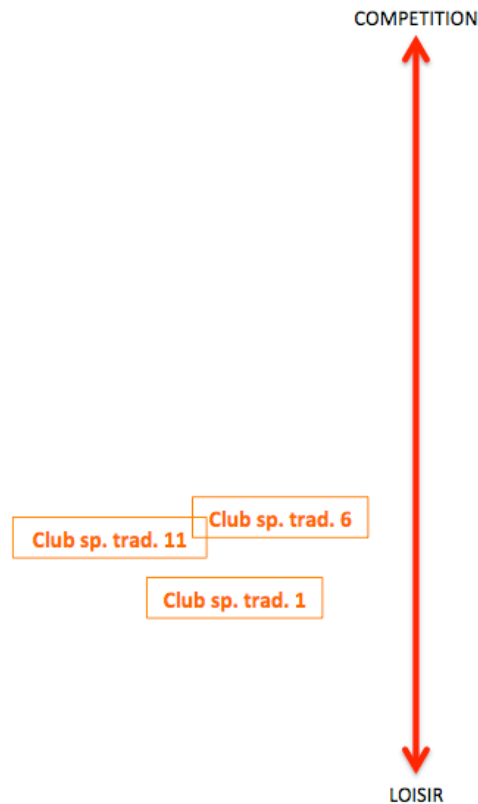 COMPETITION
Club sp. trad. 6
Club sp. trad. 11
Club sp. trad. 1
LOISIR